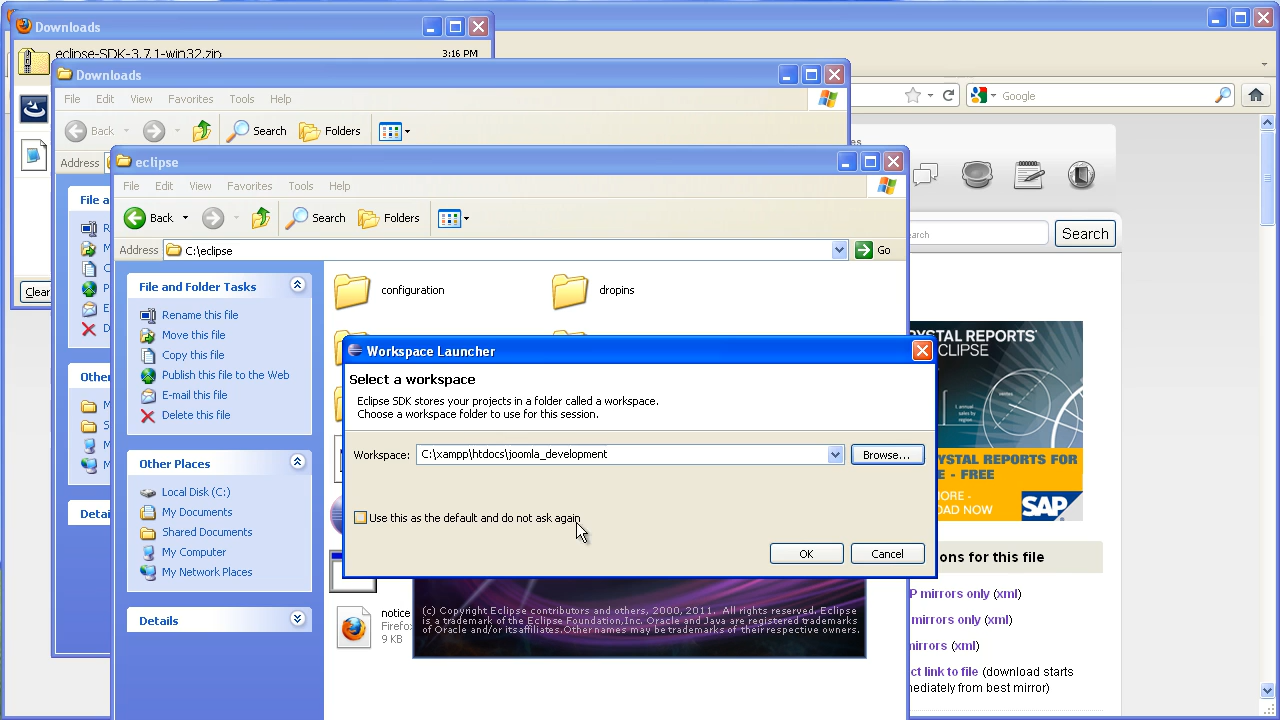 Downloads
eclipse-SDK-3.7.1-win32.zip
3:16 PM
Clear
Downloads
File Edit View Favorites Tools Help
Back Search Folders
Address
File a
Other
Detai
Google
Search
eclipse
File Edit View Favorites Tools Help
Back Search Folders
Address C:\eclipse Go
File and Folder Tasks
Rename this file
Move this file
Copy this file
Publish this file to the Web
E-mail this file
Delete this file
Other Places
Local Disk (C:)
My Documents
Shared Documents
My Computer
My Network Places
Details
configuration
dropins
notice
Firefo
9 KB
Workspace Launcher
Select a workspace
Eclipse SDK stores your projects in a folder called a workspace.
Choose a workspace folder to use for this session.
Workspace: C:\xampp\htdocs\joomla_development Browse...
Use this as the default and do not ask again
OK Cancel
(c) Copyright Eclipse contributors and others, 2000, 2011. All rights reserved. Eclipse
is a trademark of the Eclipse Foundation,Inc. Oracle and Java are registered trademarks
of Oracle and/or itsaffiliates.Other names may be trademarks of their respective owners.
YSTAL REPORTS
CLIPSE
YSTAL REPORTS FOR
E - FREE
MORE -
OAD NOW
SAP
ons for this file
P mirrors only (xml)
mirrors only (xml)
mirrors (xml)
ct link to file (download starts
mediately from best mirror)